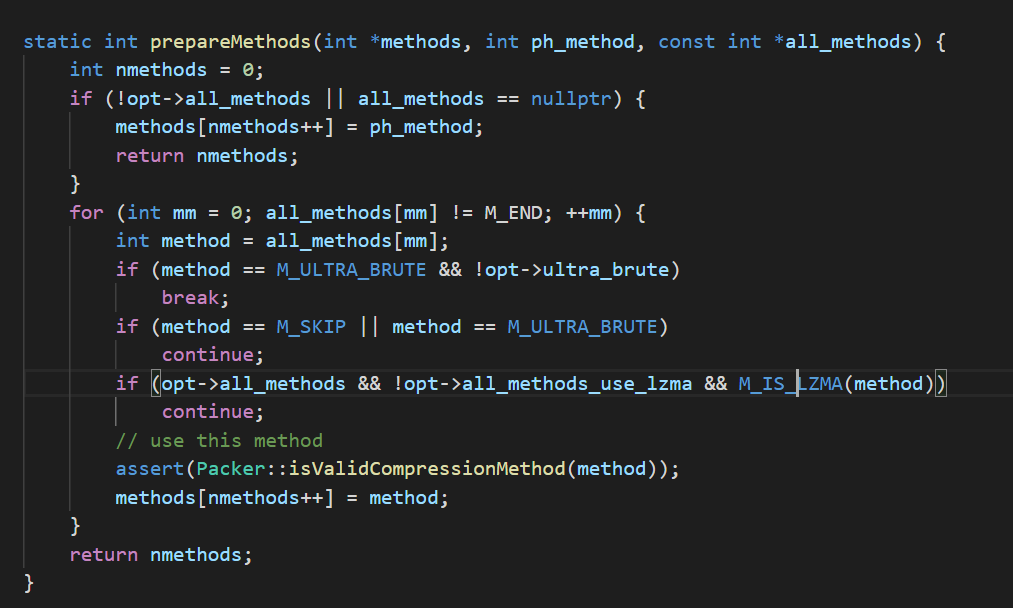 static int prepareMethods(int *methods, int ph_method, const int *all_methods) {
    int nmethods = 0;
    if (!opt->all_methods || all_methods == nullptr) {
        methods[nmethods++] = ph_method;
        return nmethods;
    }
    for (int mm = 0; all_methods[mm] != M_END; ++mm) {
        int method = all_methods[mm];
        if (method == M_ULTRA_BRUTE && !opt->ultra_brute)
            break;
        if (method == M_SKIP || method == M_ULTRA_BRUTE)
            continue;
        if (opt->all_methods && !opt->all_methods_use_lzma && M_IS_LZMA(method))
            continue;
        // use this method
        assert(Packer::isValidCompressionMethod(method));
        methods[nmethods++] = method;
    }
    return nmethods;
}